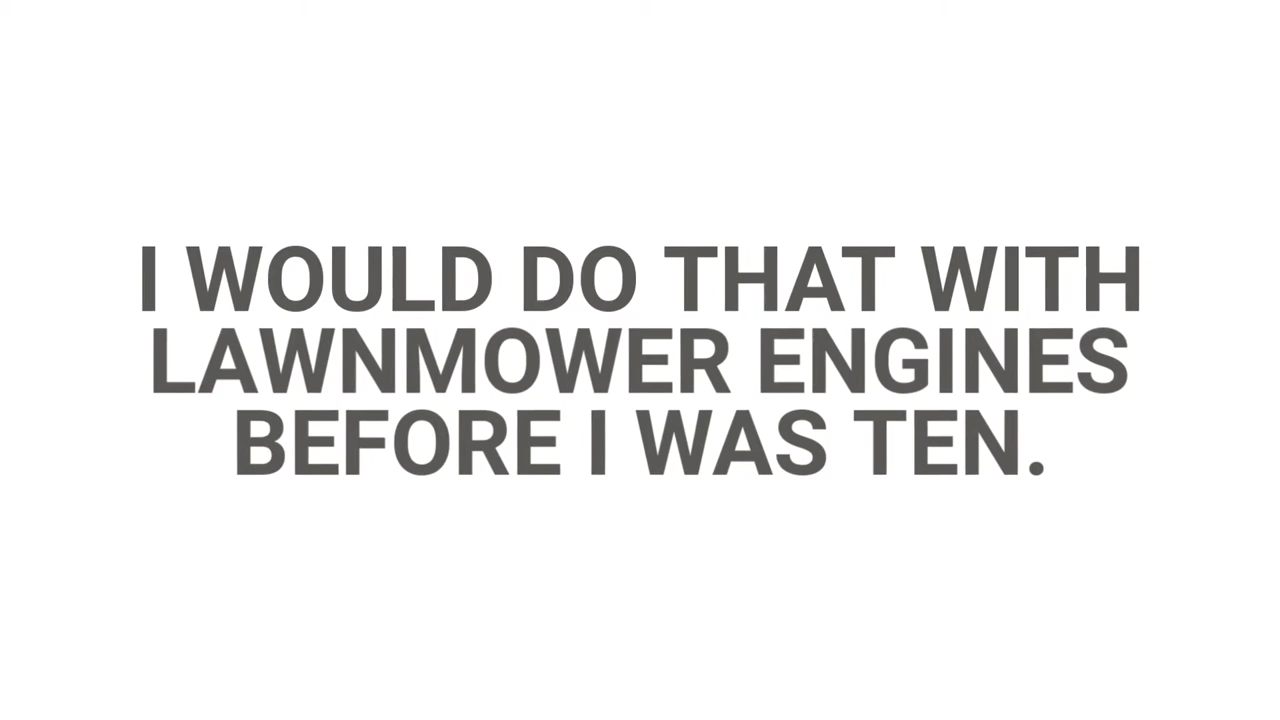 I WOULD DO THAT WITH
LAWNMOWER ENGINES
BEFORE I WAS TEN.